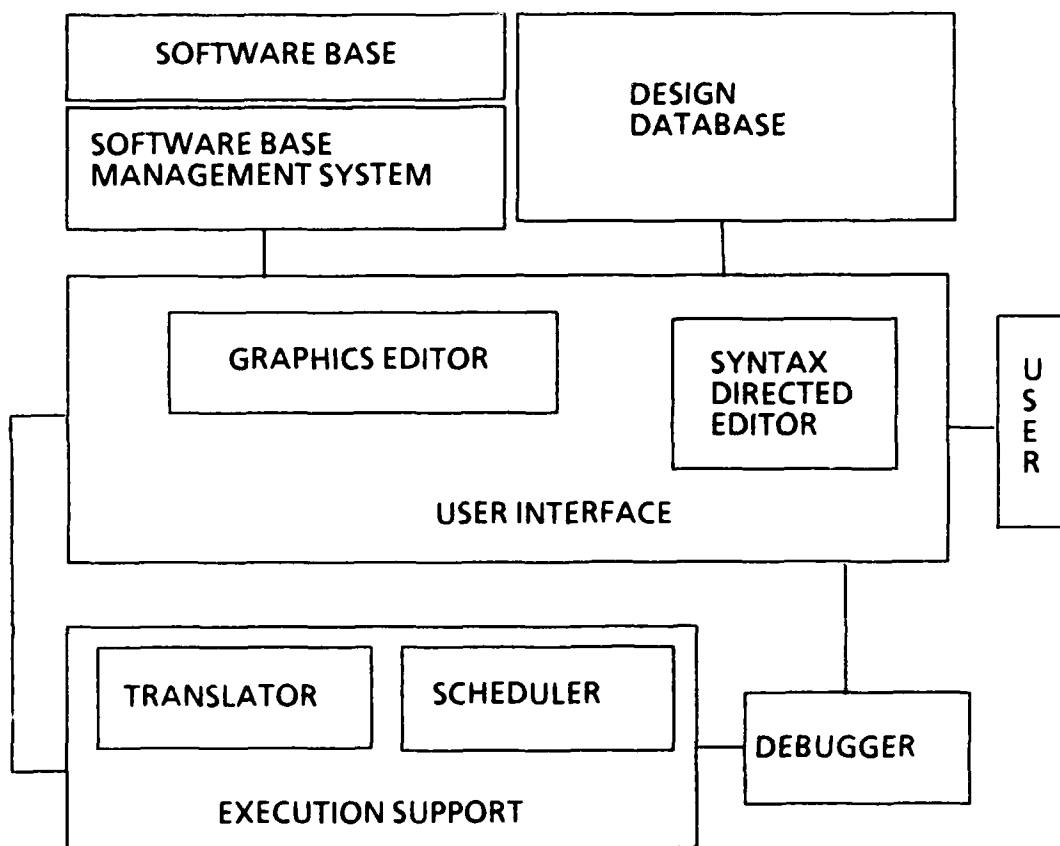 SOFTWARE BASE
SOFTWARE BASE
MANAGEMENT SYSTEM
DESIGN
DATABASE
GRAPHICS EDITOR
SYNTAX
DIRECTED
EDITOR
USER INTERFACE
USER
TRANSLATOR
SCHEDULER
EXECUTION SUPPORT
DEBUGGER